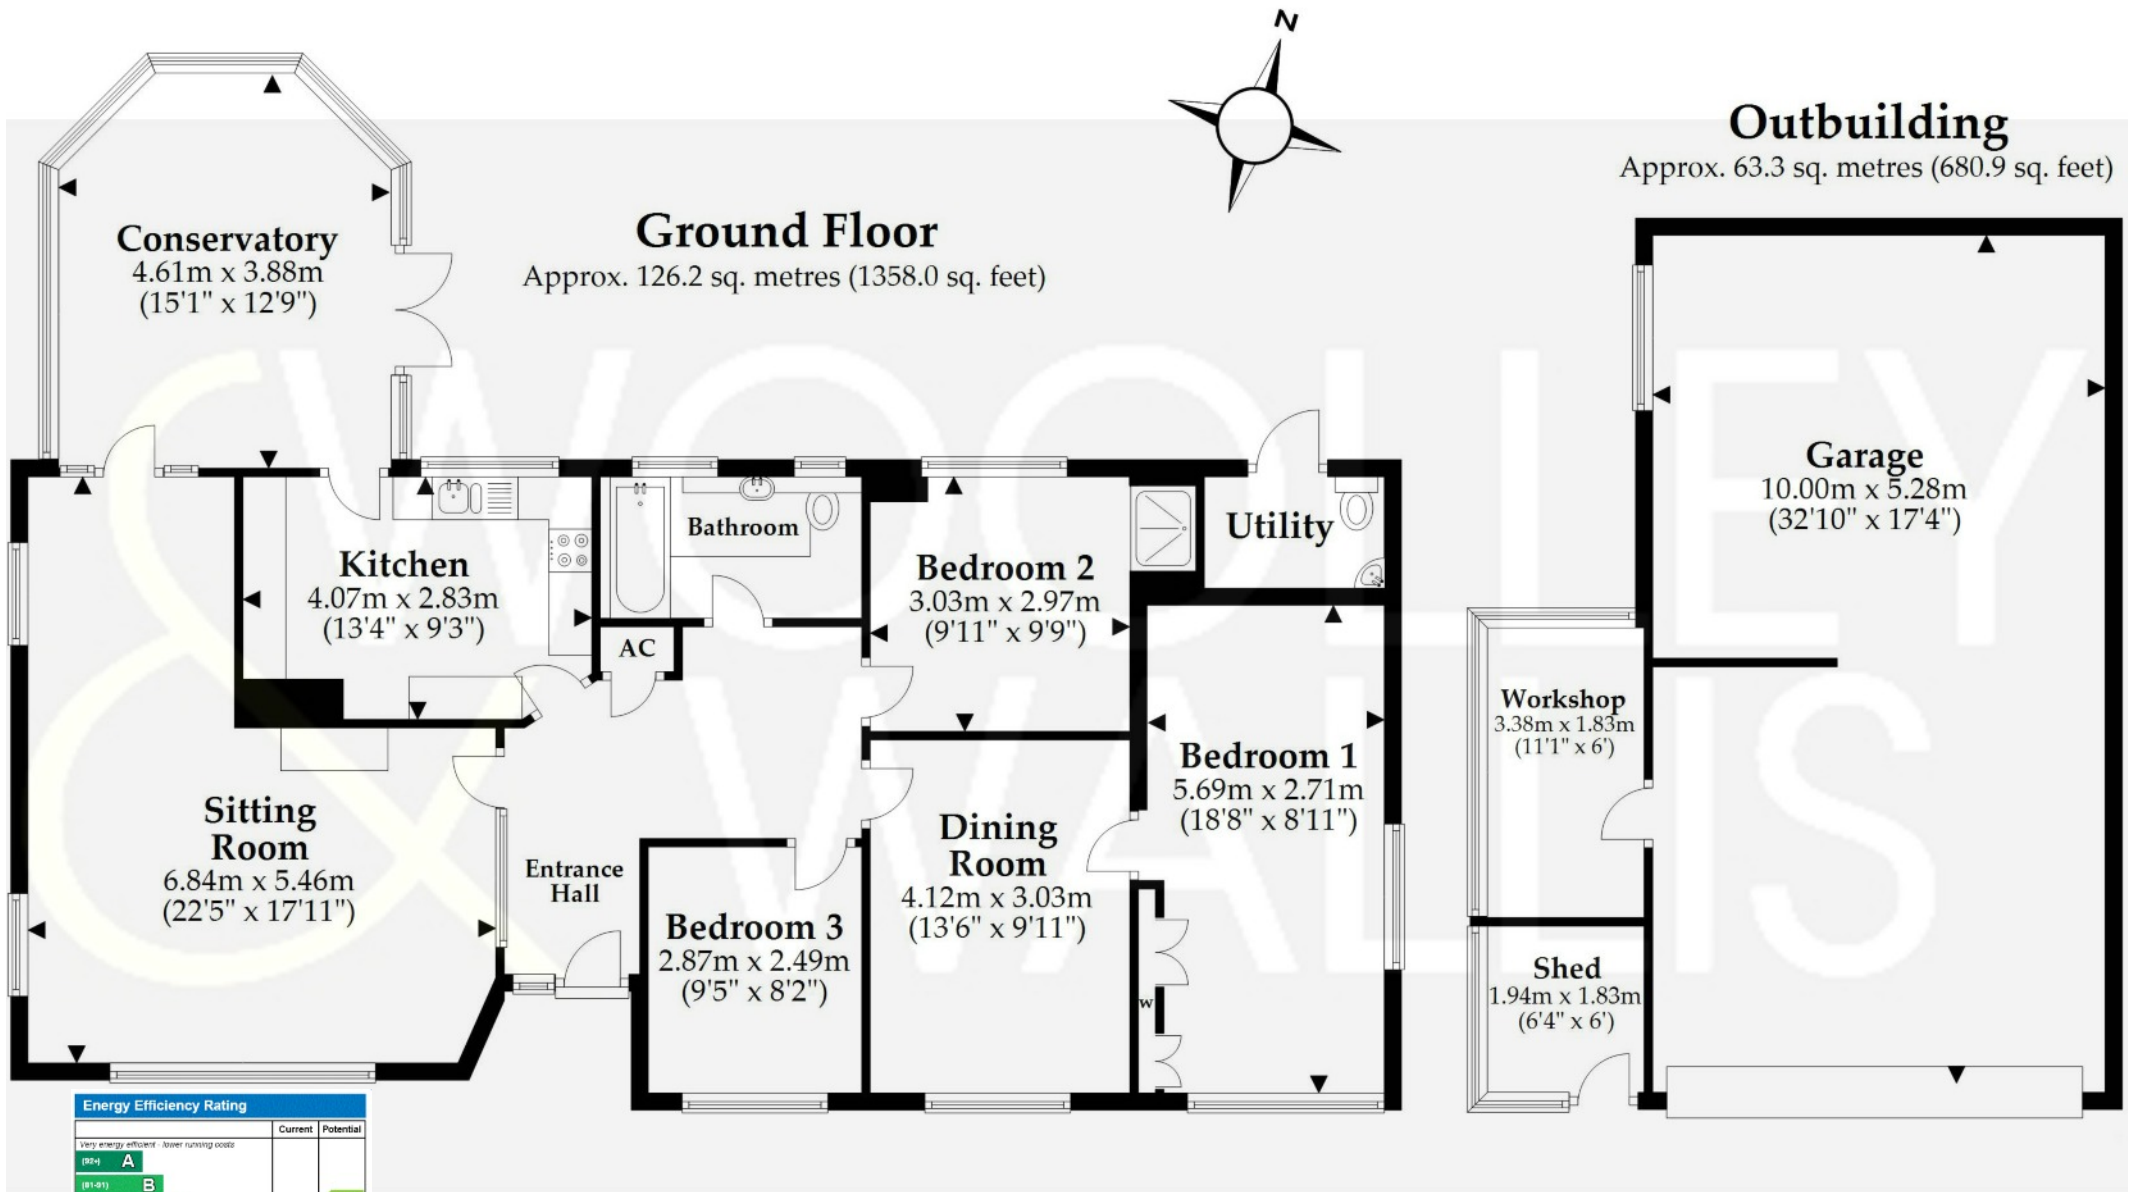 N
Outbuilding
Approx. 63.3 sq. metres (680.9 sq. feet)
Ground Floor
Approx. 126.2 sq. metres (1358.0 sq. feet)
Conservatory
4.61m x 3.88m
(15'1" x 12'9")
Garage
10.00m x 5.28m
(32'10" x 17'4")
Kitchen
4.07m x 2.83m
(13'4" x 9'3")
Bathroom
AC
Bedroom 2
3.03m x 2.97m
(9'11" x 9'9")
Utility
Workshop
3.38m x 1.83m
(11'1" x 6')
Sitting
Room
6.84m x 5.46m
(22'5" x 17'11")
Entrance
Hall
Bedroom 3
2.87m x 2.49m
(9'5" x 8'2")
Dining
Room
4.12m x 3.03m
(13'6" x 9'11")
Bedroom 1
5.69m x 2.71m
(18'8" x 8'11")
w
Shed
1.94m x 1.83m
(6'4" x 6')
WOOLLEY
& WALLIS
Energy Efficiency Rating
Current Potential
Very energy efficient - lower running costs
(92+) A
(81-91) B